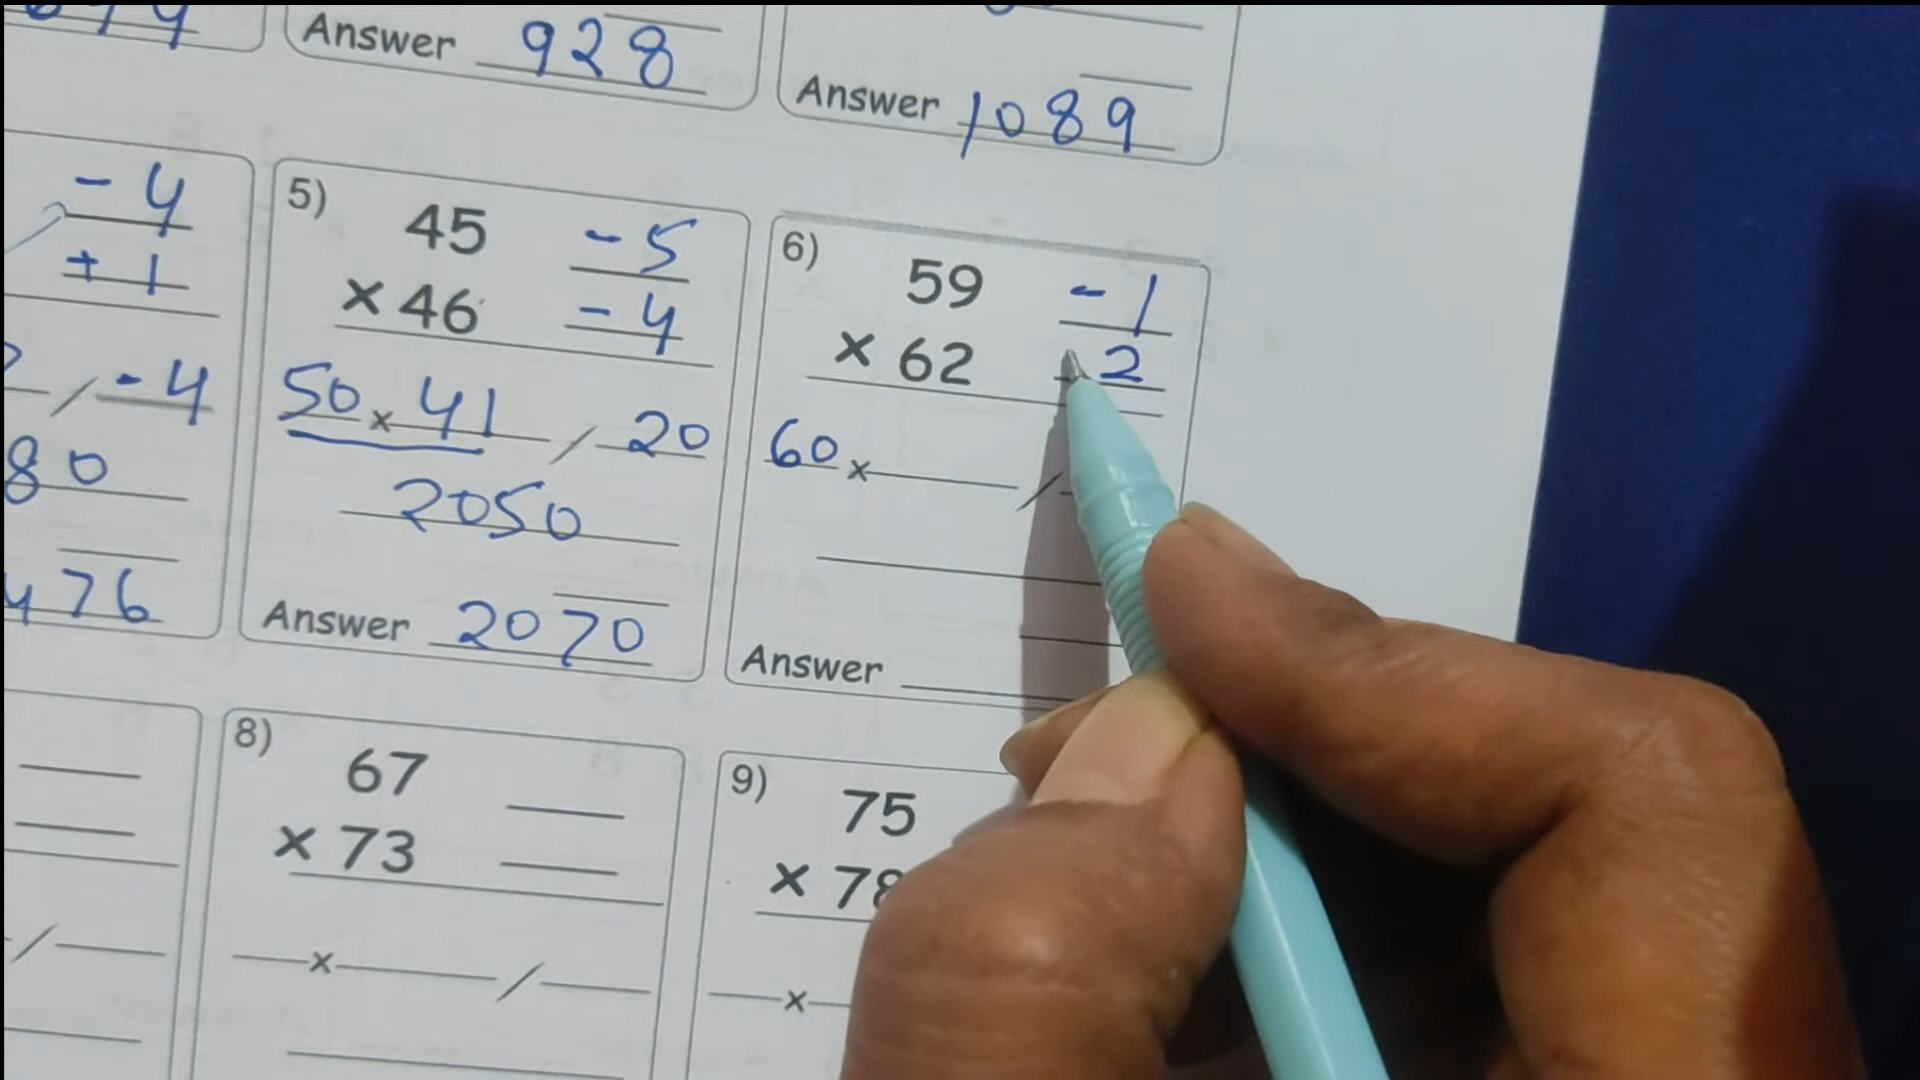 Answer 928
Answer 1089
- 4
+ 1
- 4
80
476
5)
45 - 5
× 46 - 4
50 × 41 / 20
2050
Answer 2070
6)
59 - 1
× 62 2
60 × /
Answer
8)
67
× 73
× /
9)
75
× 78
×